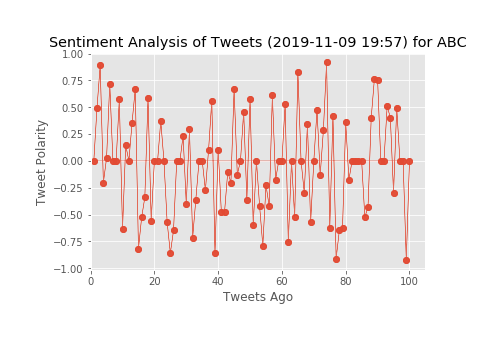 Sentiment Analysis of Tweets (2019-11-09 19:57) for ABC
1.00
0.75
0.50
0.25
0.00
−0.25
−0.50
−0.75
−1.00
Tweet Polarity
0 20 40 60 80 100
Tweets Ago